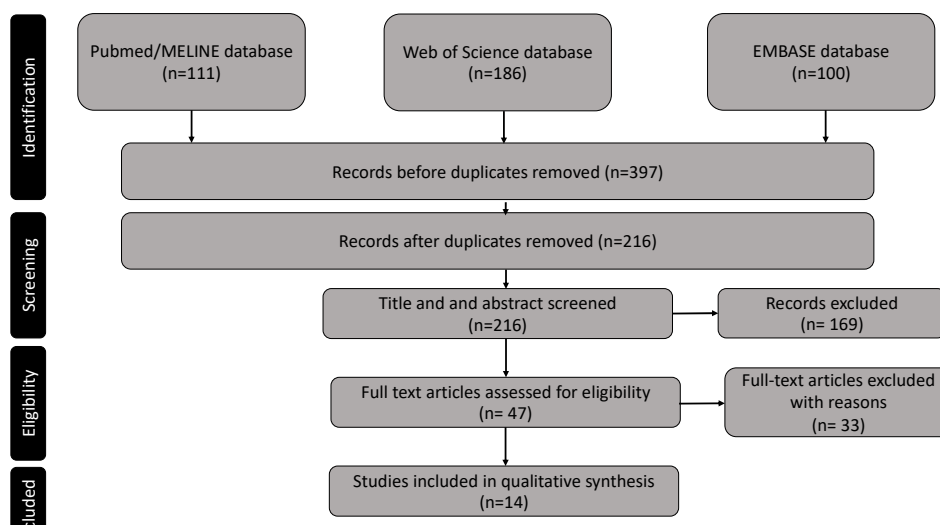 Identification
Pubmed/MELINE database
(n=111)
Web of Science database
(n=186)
EMBASE database
(n=100)
Records before duplicates removed (n=397)
Screening
Records after duplicates removed (n=216)
Title and and abstract screened
(n=216)
Records excluded
(n= 169)
Eligibility
Full text articles assessed for eligibility
(n= 47)
Full-text articles excluded
with reasons
(n= 33)
Studies included in qualitative synthesis
(n=14)